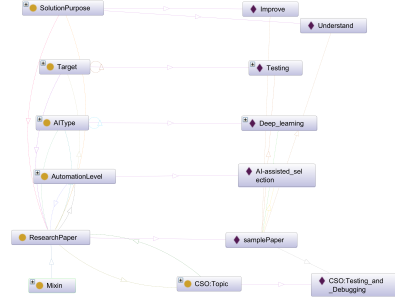 SolutionPurpose
Improve
Understand
Target
Testing
AIType
Deep_learning
AutomationLevel
AI-assisted_sel
ection
ResearchPaper
samplePaper
Mixin
CSO:Topic
CSO:Testing_and
_Debugging